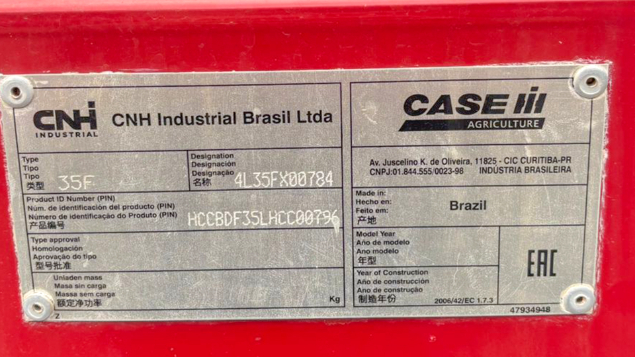 CNH
INDUSTRIAL
CNH Industrial Brasil Ltda
Type
Tipo
Tipo
类型
35F
Designation
Designación
Designação
名称
4L35FX00784
Product ID Number (PIN)
Núm. de identificación del producto (PIN)
Número de identificação do Produto (PIN)
产品编号
HCCBDF35LHCC00796
Type approval
Homologación
Aprovação do tipo
型号批准
Unladen mass
Masa sin carga
Massa sem carga
额定净功率
Kg
Z
CASE IH
AGRICULTURE
Av. Juscelino K. de Oliveira, 11825 - CIC CURITIBA-PR
CNPJ:01.844.555/0023-98 INDÚSTRIA BRASILEIRA
Made in:
Hecho en:
Feito em:
产地
Brazil
Model Year
Año de modelo
Ano modelo
年型
Year of Construction
Año de construcción
Ano de construção
制造年份
2006/42/EC 1.7.3
EAC
47934948